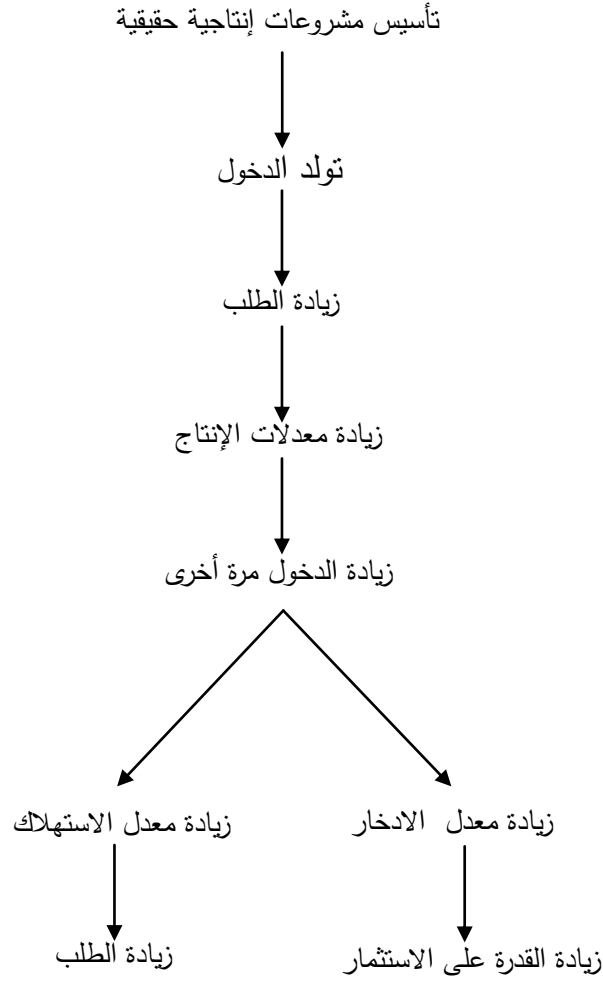 تأسيس مشروعات إنتاجية حقيقية
تولد الدخول
زيادة الطلب
زيادة معدلات الإنتاج
زيادة الدخول مرة أخرى
زيادة معدل الادخار
زيادة معدل الاستهلاك
زيادة القدرة على الاستثمار
زيادة الطلب